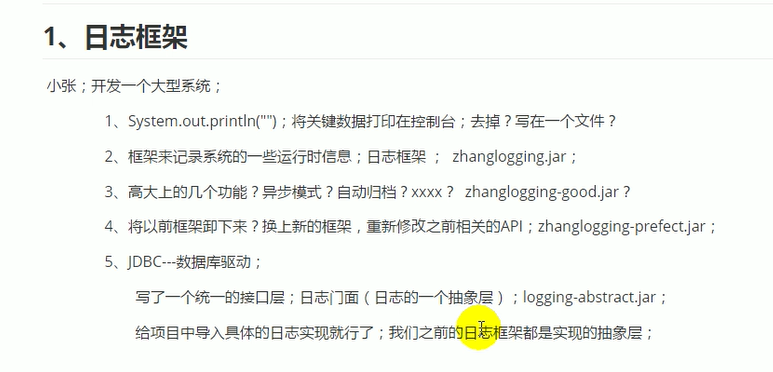 1、日志框架
小张；开发一个大型系统；
1、System.out.println("")；将关键数据打印在控制台；去掉？写在一个文件？
2、框架来记录系统的一些运行时信息；日志框架 ； zhanglogging.jar；
3、高大上的几个功能？异步模式？自动归档？xxxx？ zhanglogging-good.jar？
4、将以前框架卸下来？换上新的框架，重新修改之前相关的API；zhanglogging-prefect.jar；
5、JDBC---数据库驱动；
写了一个统一的接口层；日志门面（日志的一个抽象层）；logging-abstract.jar；
给项目中导入具体的日志实现就行了；我们之前的日志框架都是实现的抽象层；